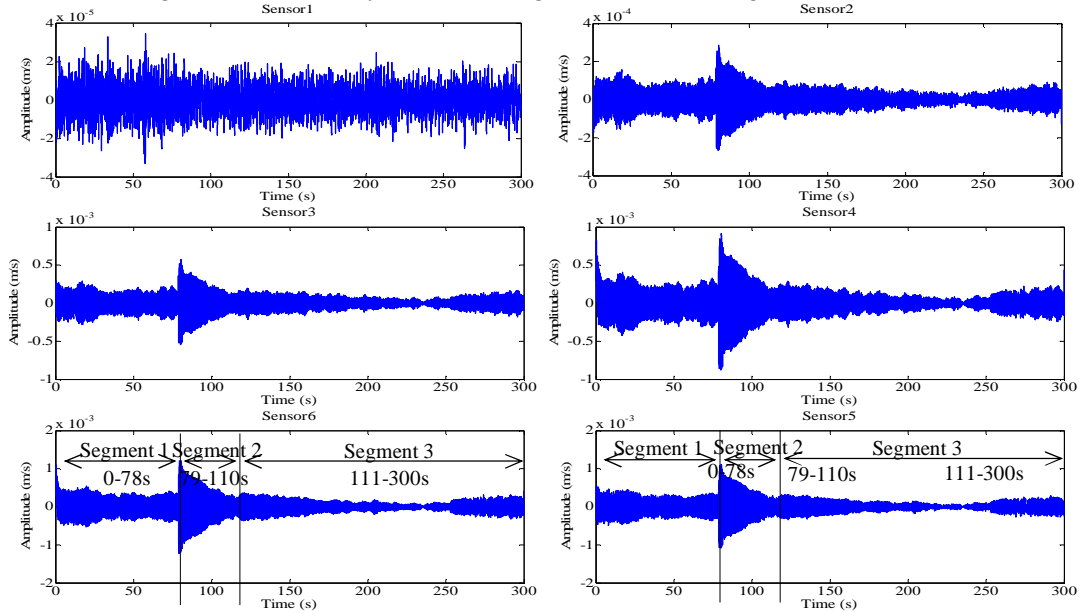 Sensor1
x 10-5
4
2
0
-2
-4
Amplitude (m/s)
0 50 100 150 200 250 300
Time (s)
Sensor2
x 10-4
4
2
0
-2
-4
Amplitude (m/s)
0 50 100 150 200 250 300
Time (s)
Sensor3
x 10-3
1
0.5
0
-0.5
-1
Amplitude (m/s)
0 50 100 150 200 250 300
Time (s)
Sensor4
x 10-3
1
0.5
0
-0.5
-1
Amplitude (m/s)
0 50 100 150 200 250 300
Time (s)
Sensor6
x 10-3
2
1
0
-1
-2
Amplitude (m/s)
Segment 1 Segment 2 Segment 3
0-78s 79-110s 111-300s
0 50 100 150 200 250 300
Time (s)
Sensor5
x 10-3
2
1
0
-1
-2
Amplitude (m/s)
Segment 1 Segment 2 Segment 3
0-78s 79-110s 111-300s
0 50 100 150 200 250 300
Time (s)